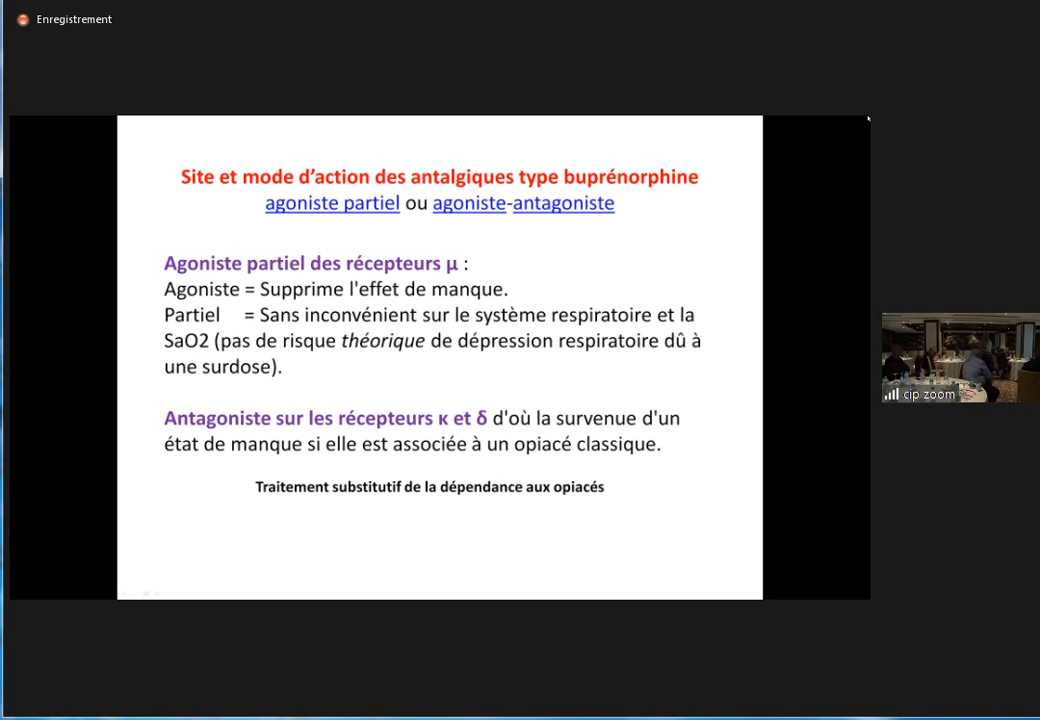 Enregistrement
Site et mode d’action des antalgiques type buprénorphine
agoniste partiel ou agoniste-antagoniste
Agoniste partiel des récepteurs µ :
Agoniste = Supprime l'effet de manque.
Partiel = Sans inconvénient sur le système respiratoire et la
SaO2 (pas de risque théorique de dépression respiratoire dû à
une surdose).
Antagoniste sur les récepteurs κ et δ d'où la survenue d'un
état de manque si elle est associée à un opiacé classique.
Traitement substitutif de la dépendance aux opiacés
cip zoom